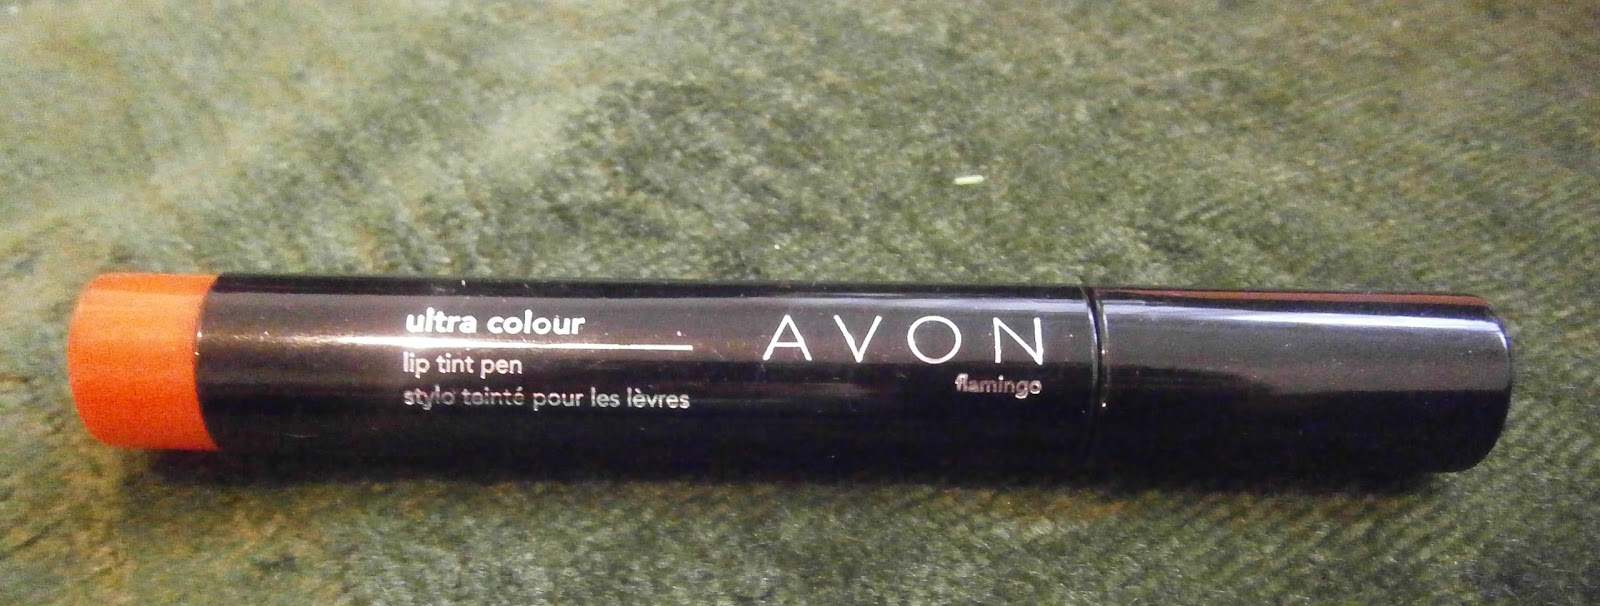 ultra colour
lip tint pen
stylo teinté pour les lèvres
AVON
flamingo